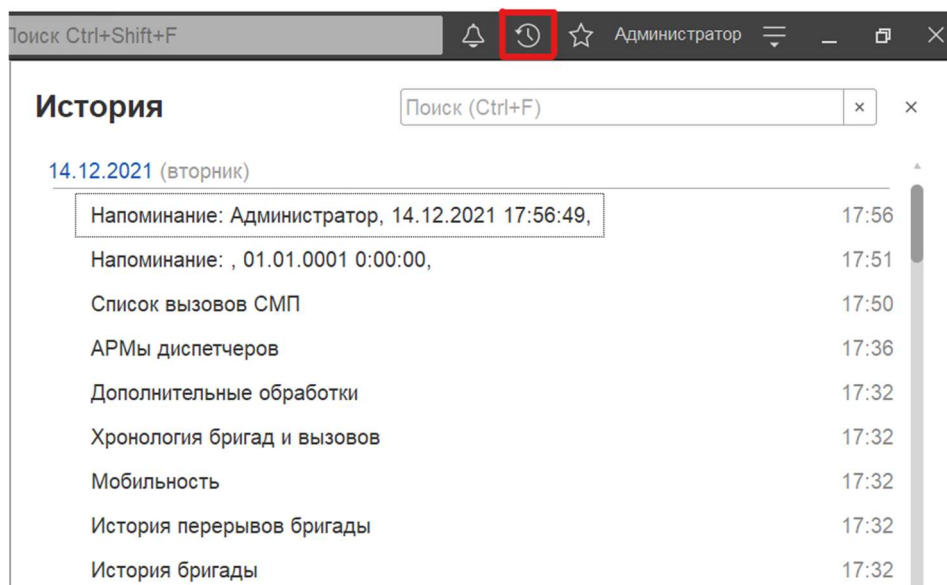 Поиск Ctrl+Shift+F Администратор
История Поиск (Ctrl+F)
14.12.2021 (вторник)
Напоминание: Администратор, 14.12.2021 17:56:49, 17:56
Напоминание: , 01.01.0001 0:00:00, 17:51
Список вызовов СМП 17:50
АРМы диспетчеров 17:36
Дополнительные обработки 17:32
Хронология бригад и вызовов 17:32
Мобильность 17:32
История перерывов бригады 17:32
История бригады 17:32